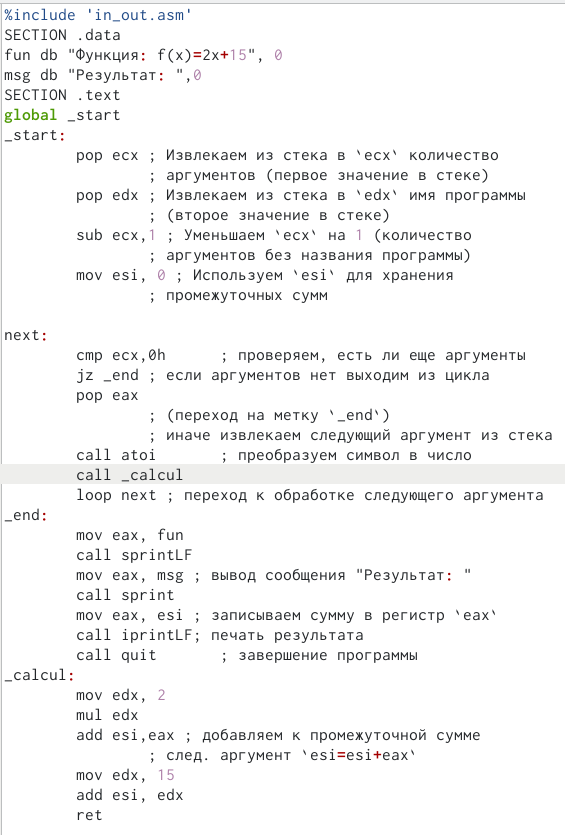 %include 'in_out.asm'
SECTION .data
fun db "Функция: f(x)=2x+15", 0
msg db "Результат: ",0
SECTION .text
global _start
_start:
pop ecx ; Извлекаем из стека в `ecx` количество
; аргументов (первое значение в стеке)
pop edx ; Извлекаем из стека в `edx` имя программы
; (второе значение в стеке)
sub ecx,1 ; Уменьшаем `ecx` на 1 (количество
; аргументов без названия программы)
mov esi, 0 ; Используем `esi` для хранения
; промежуточных сумм
next:
cmp ecx,0h ; проверяем, есть ли еще аргументы
jz _end ; если аргументов нет выходим из цикла
pop eax
; (переход на метку `_end`)
; иначе извлекаем следующий аргумент из стека
call atoi ; преобразуем символ в число
call _calcul
loop next ; переход к обработке следующего аргумента
_end:
mov eax, fun
call sprintLF
mov eax, msg ; вывод сообщения "Результат: "
call sprint
mov eax, esi ; записываем сумму в регистр `eax`
call iprintLF; печать результата
call quit ; завершение программы
_calcul:
mov edx, 2
mul edx
add esi,eax ; добавляем к промежуточной сумме
; след. аргумент `esi=esi+eax`
mov edx, 15
add esi, edx
ret